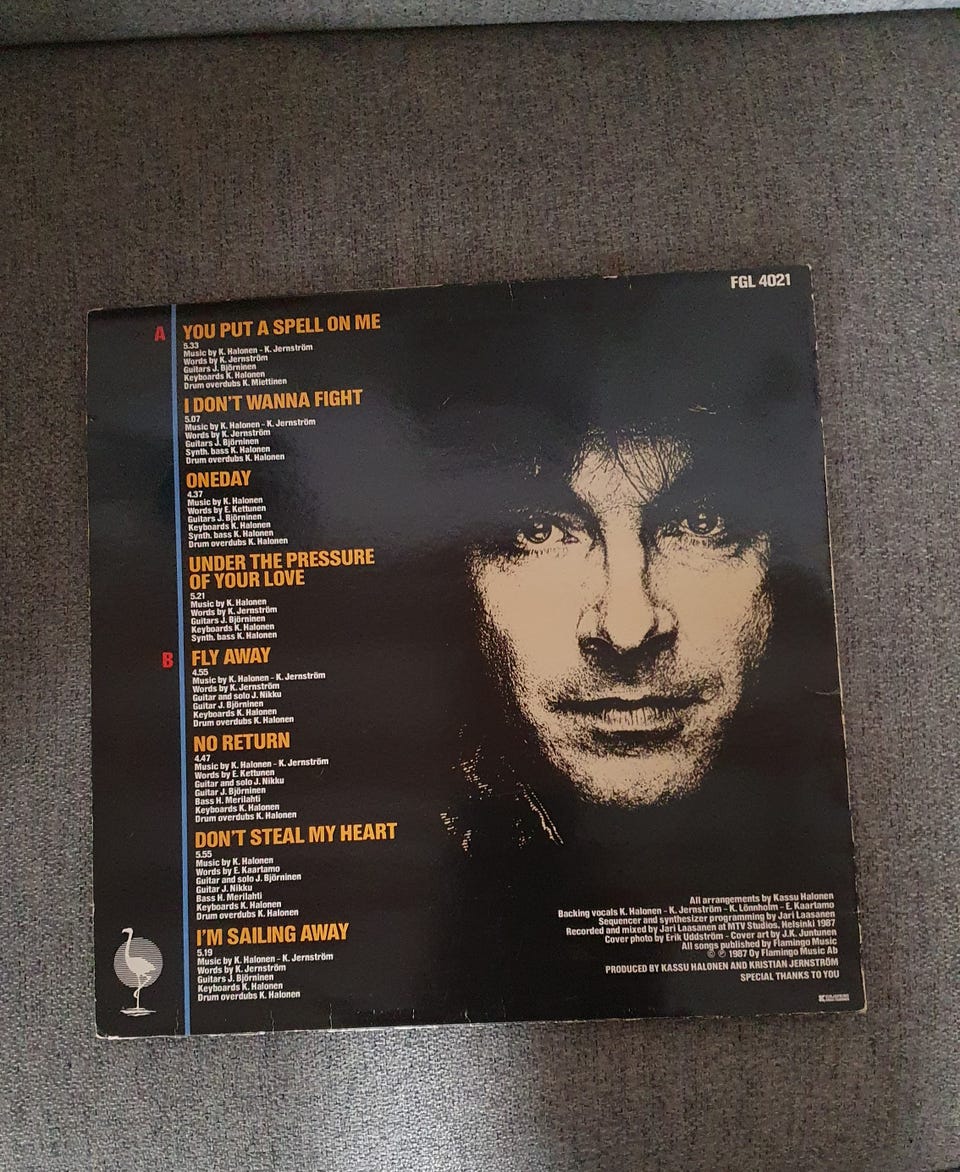 FGL 4021
A
YOU PUT A SPELL ON ME
5.33
Music by K. Halonen - K. Jernström
Words by K. Jernström
Guitars J. Björninen
Keyboards K. Halonen
Drum overdubs K. Miettinen
I DON'T WANNA FIGHT
5.07
Music by K. Halonen - K. Jernström
Words by K. Jernström
Guitars J. Björninen
Synth. bass K. Halonen
Drum overdubs K. Halonen
ONEDAY
4.37
Music by K. Halonen
Words by E. Kettunen
Guitars J. Björninen
Keyboards K. Halonen
Synth. bass K. Halonen
Drum overdubs K. Halonen
UNDER THE PRESSURE
OF YOUR LOVE
5.21
Music by K. Halonen
Words by K. Jernström
Guitars J. Björninen
Keyboards K. Halonen
Synth. bass K. Halonen
B
FLY AWAY
4.55
Music by K. Halonen - K. Jernström
Words by K. Jernström
Guitar and solo J. Nikku
Guitar J. Björninen
Keyboards K. Halonen
Drum overdubs K. Halonen
NO RETURN
4.47
Music by K. Halonen - K. Jernström
Words by E. Kettunen
Guitar and solo J. Nikku
Guitar J. Björninen
Bass H. Merilahti
Keyboards K. Halonen
Drum overdubs K. Halonen
DON'T STEAL MY HEART
5.55
Music by K. Halonen
Words by E. Kaartamo
Guitar and solo J. Björninen
Guitar J. Nikku
Bass H. Merilahti
Keyboards K. Halonen
Drum overdubs K. Halonen
I'M SAILING AWAY
5.19
Music by K. Halonen - K. Jernström
Words by K. Jernström
Guitars J. Björninen
Keyboards K. Halonen
Drum overdubs K. Halonen
All arrangements by Kassu Halonen
Backing vocals K. Halonen - K. Jernström - K. Lönnholm - E. Kaartamo
Sequencer and synthesizer programming by Jari Laasanen
Recorded and mixed by Jari Laasanen at MTV Studios, Helsinki 1987
Cover photo by Erik Uddström - Cover art by J.K. Juntunen
All songs published by Flamingo Music
© ℗ 1987 Oy Flamingo Music Ab
PRODUCED BY KASSU HALONEN AND KRISTIAN JERNSTRÖM
SPECIAL THANKS TO YOU